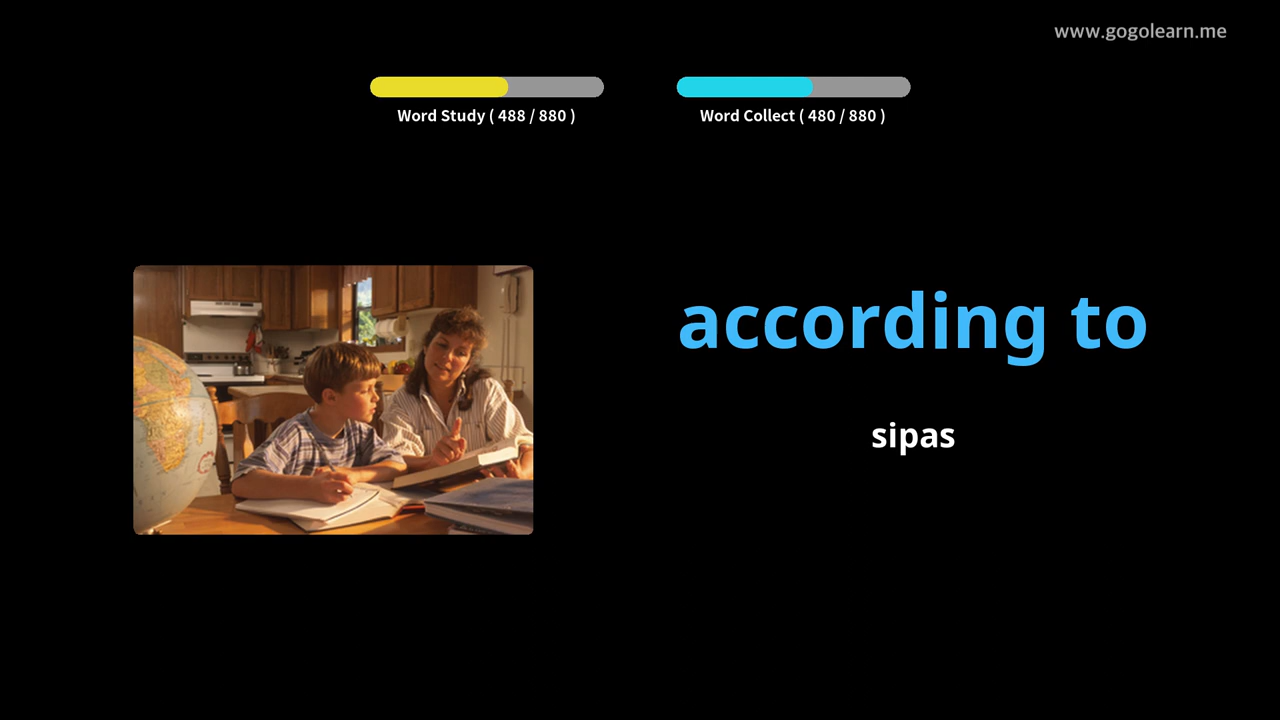 www.gogolearn.me
Word Study ( 488 / 880 )
Word Collect ( 480 / 880 )
according to
sipas